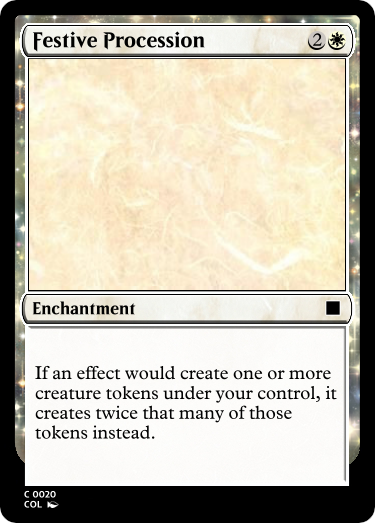 Festive Procession 2
Enchantment
If an effect would create one or more
creature tokens under your control, it
creates twice that many of those
tokens instead.
C 0020
COL